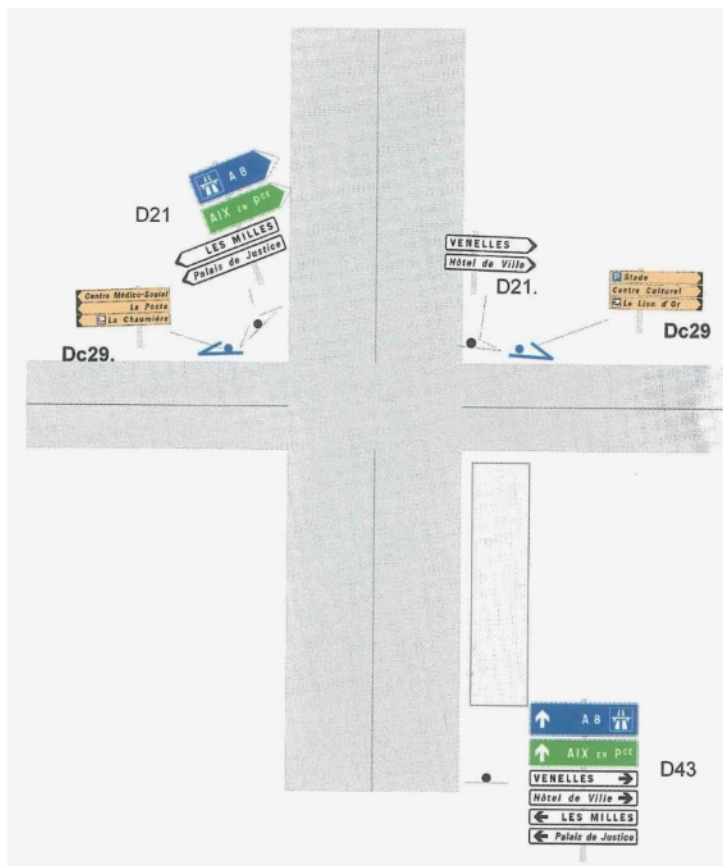 A 8
AIX EN PCE
LES MILLES
Palais de Justice
D21
VENELLES
Hôtel de Ville
D21.
Centre Médico-Social
La Poste
La Chaumière
Dc29.
P Stade
Centre Culturel
Le Lion d'Or
Dc29
A 8
AIX EN PCE
VENELLES
Hôtel de Ville
LES MILLES
Palais de Justice
D43